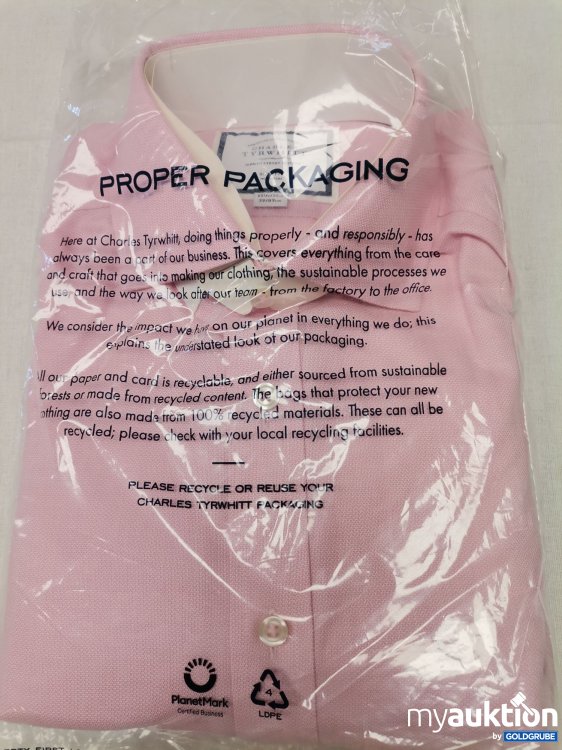 CHARLES
TYRWHITT
PROPER PACKAGING
Here at Charles Tyrwhitt, doing things properly - and responsibly - has
always been a part of our business. This covers everything from the care
and craft that goes into making our clothing, the sustainable processes we
use, and the way we look after our team - from the factory to the office.
We consider the impact we have on our planet in everything we do; this
explains the understated look of our packaging.
All our paper and card is recyclable, and either sourced from sustainable
forests or made from recycled content. The bags that protect your new
clothing are also made from 100% recycled materials. These can all be
recycled; please check with your local recycling facilities.
PLEASE RECYCLE OR REUSE YOUR
CHARLES TYRWHITT PACKAGING
PlanetMark
Certified Business
4
LDPE
FIRST
myauktion
by GOLDGRUBE